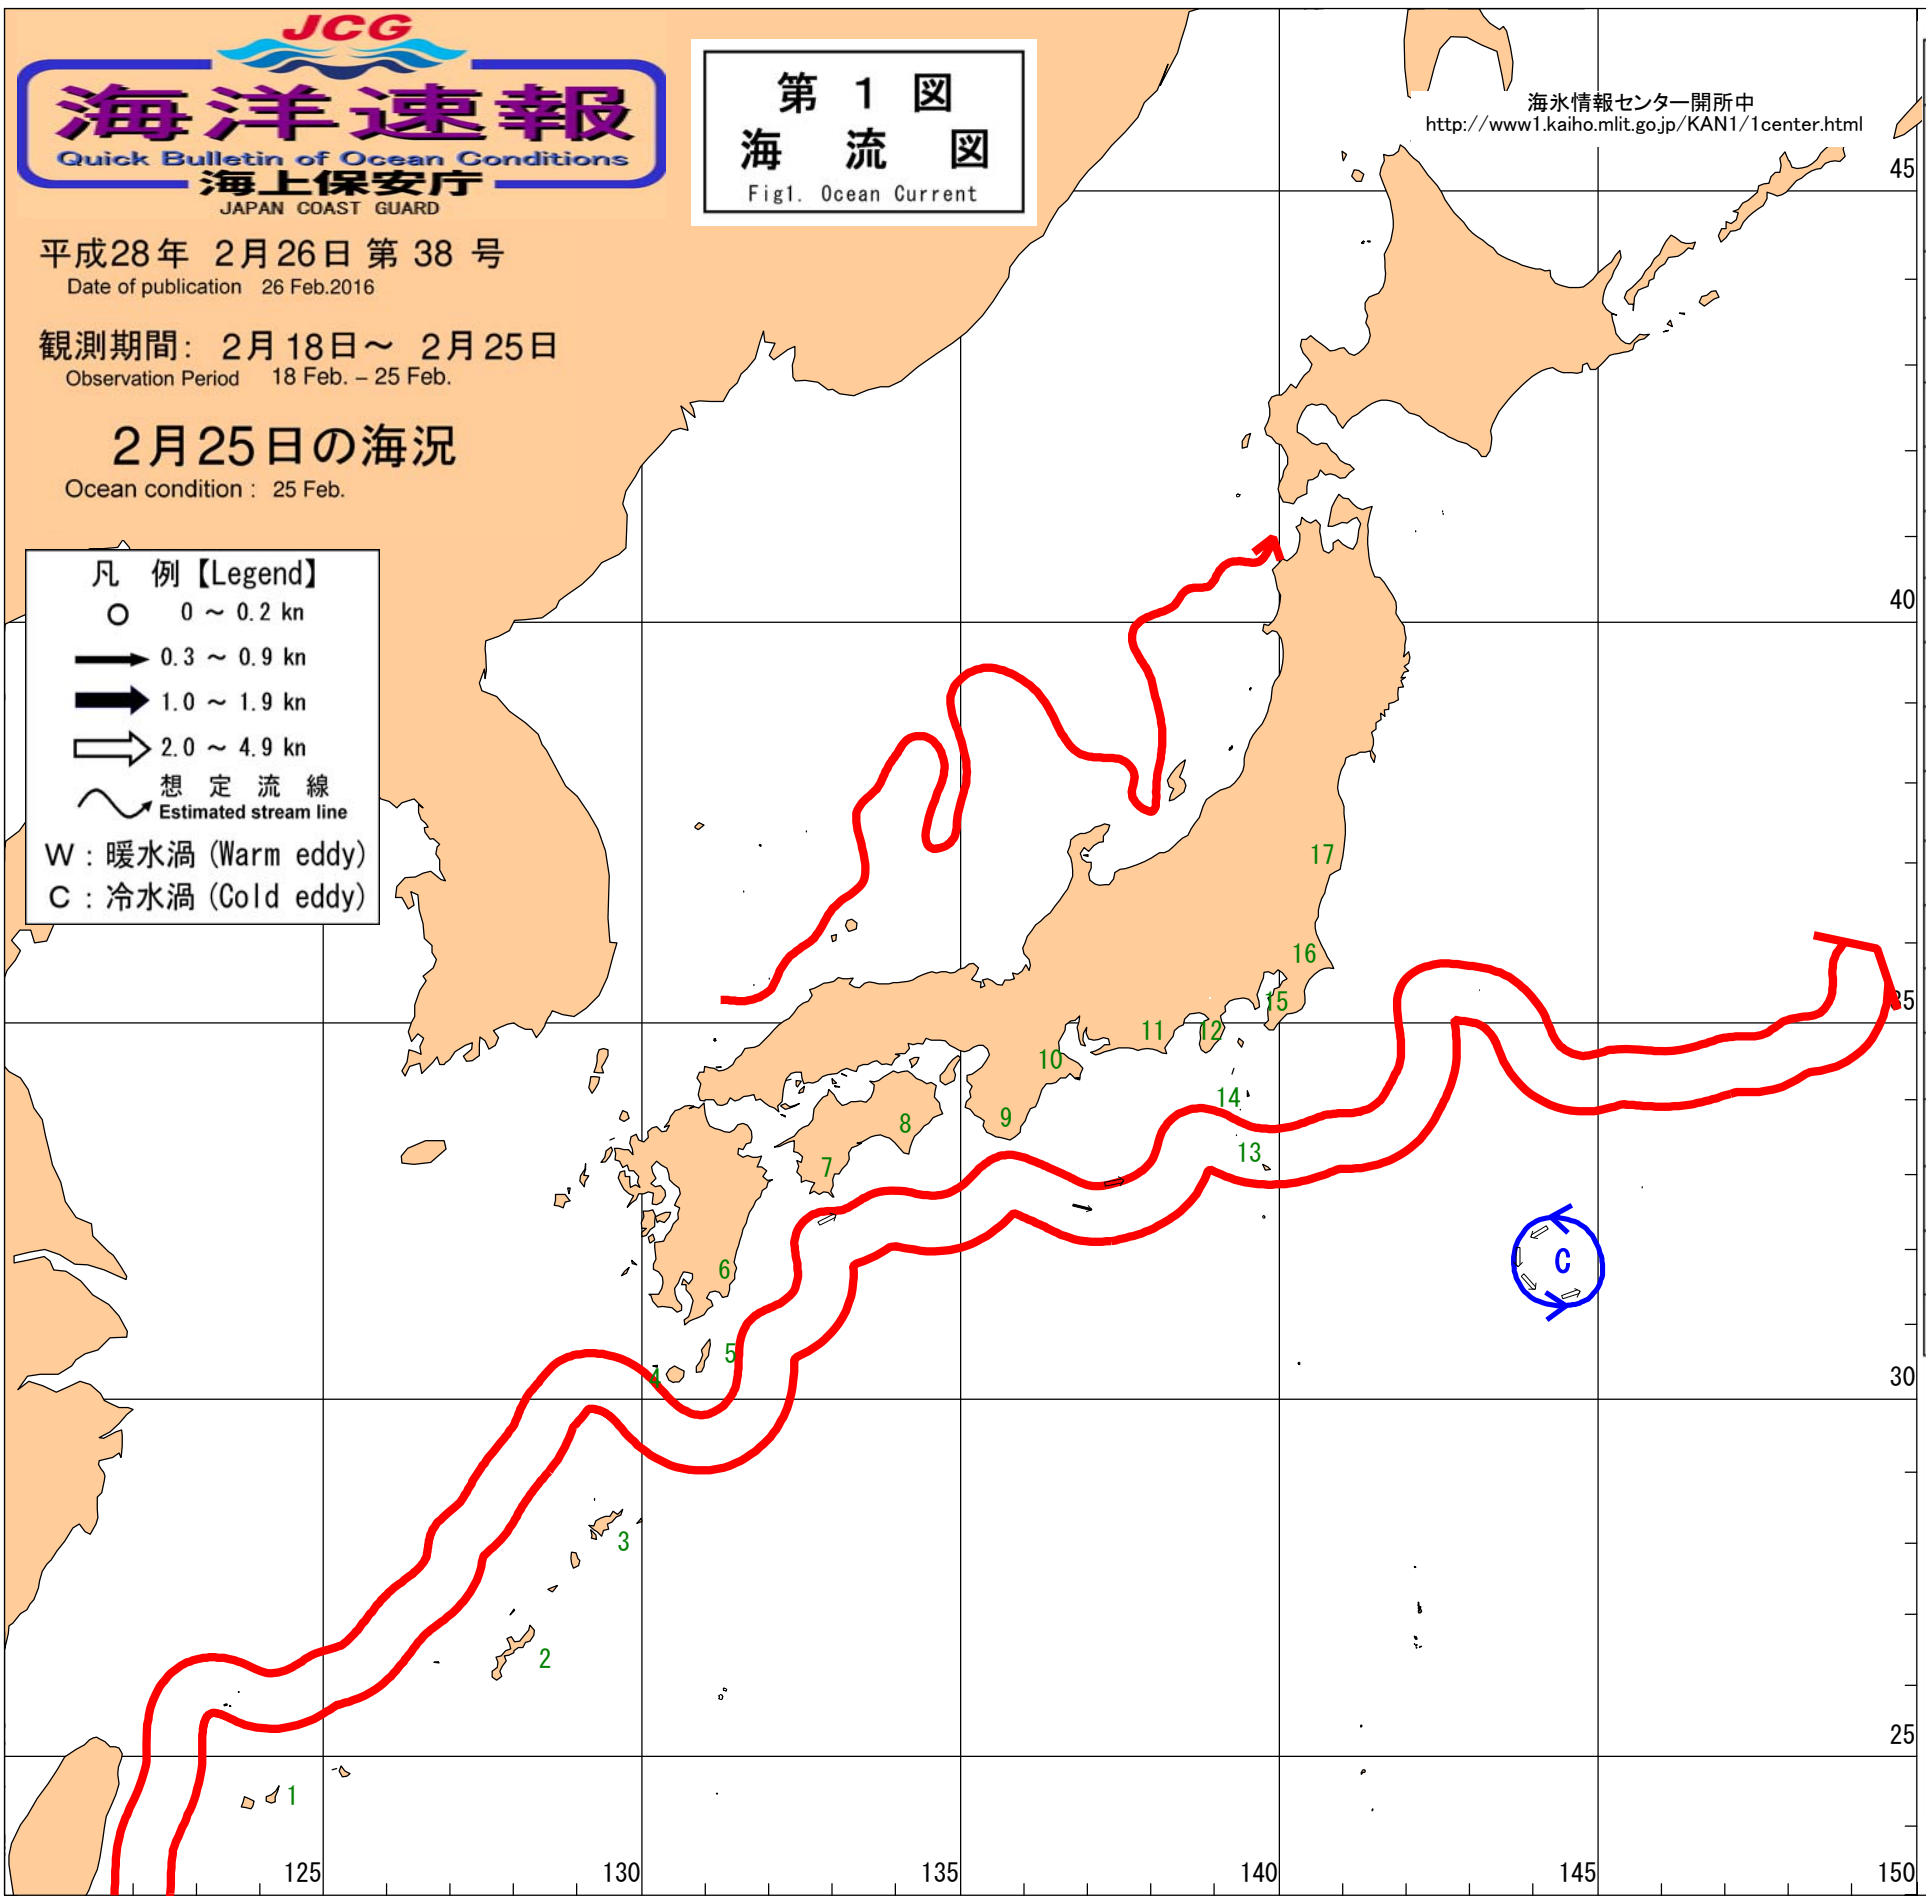 JCG
海洋速報
Quick Bulletin of Ocean Conditions
海上保安庁
JAPAN COAST GUARD
第 1 図
海 流 図
Fig1. Ocean Current
海氷情報センター開所中
http://www1.kaiho.mlit.go.jp/KAN1/1center.html
平成28年 2月26日 第 38 号
Date of publication 26 Feb.2016
観測期間: 2月18日～ 2月25日
Observation Period 18 Feb. – 25 Feb.
2月25日の海況
Ocean condition : 25 Feb.
凡 例【Legend】
0 ～ 0.2 kn
0.3 ～ 0.9 kn
1.0 ～ 1.9 kn
2.0 ～ 4.9 kn
想 定 流 線
Estimated stream line
W : 暖水渦 (Warm eddy)
C : 冷水渦 (Cold eddy)
45
40
17
16
15
35
12
11
10
14
9
8
13
7
C
6
5
4
30
3
2
25
1
125
130
135
140
145
150